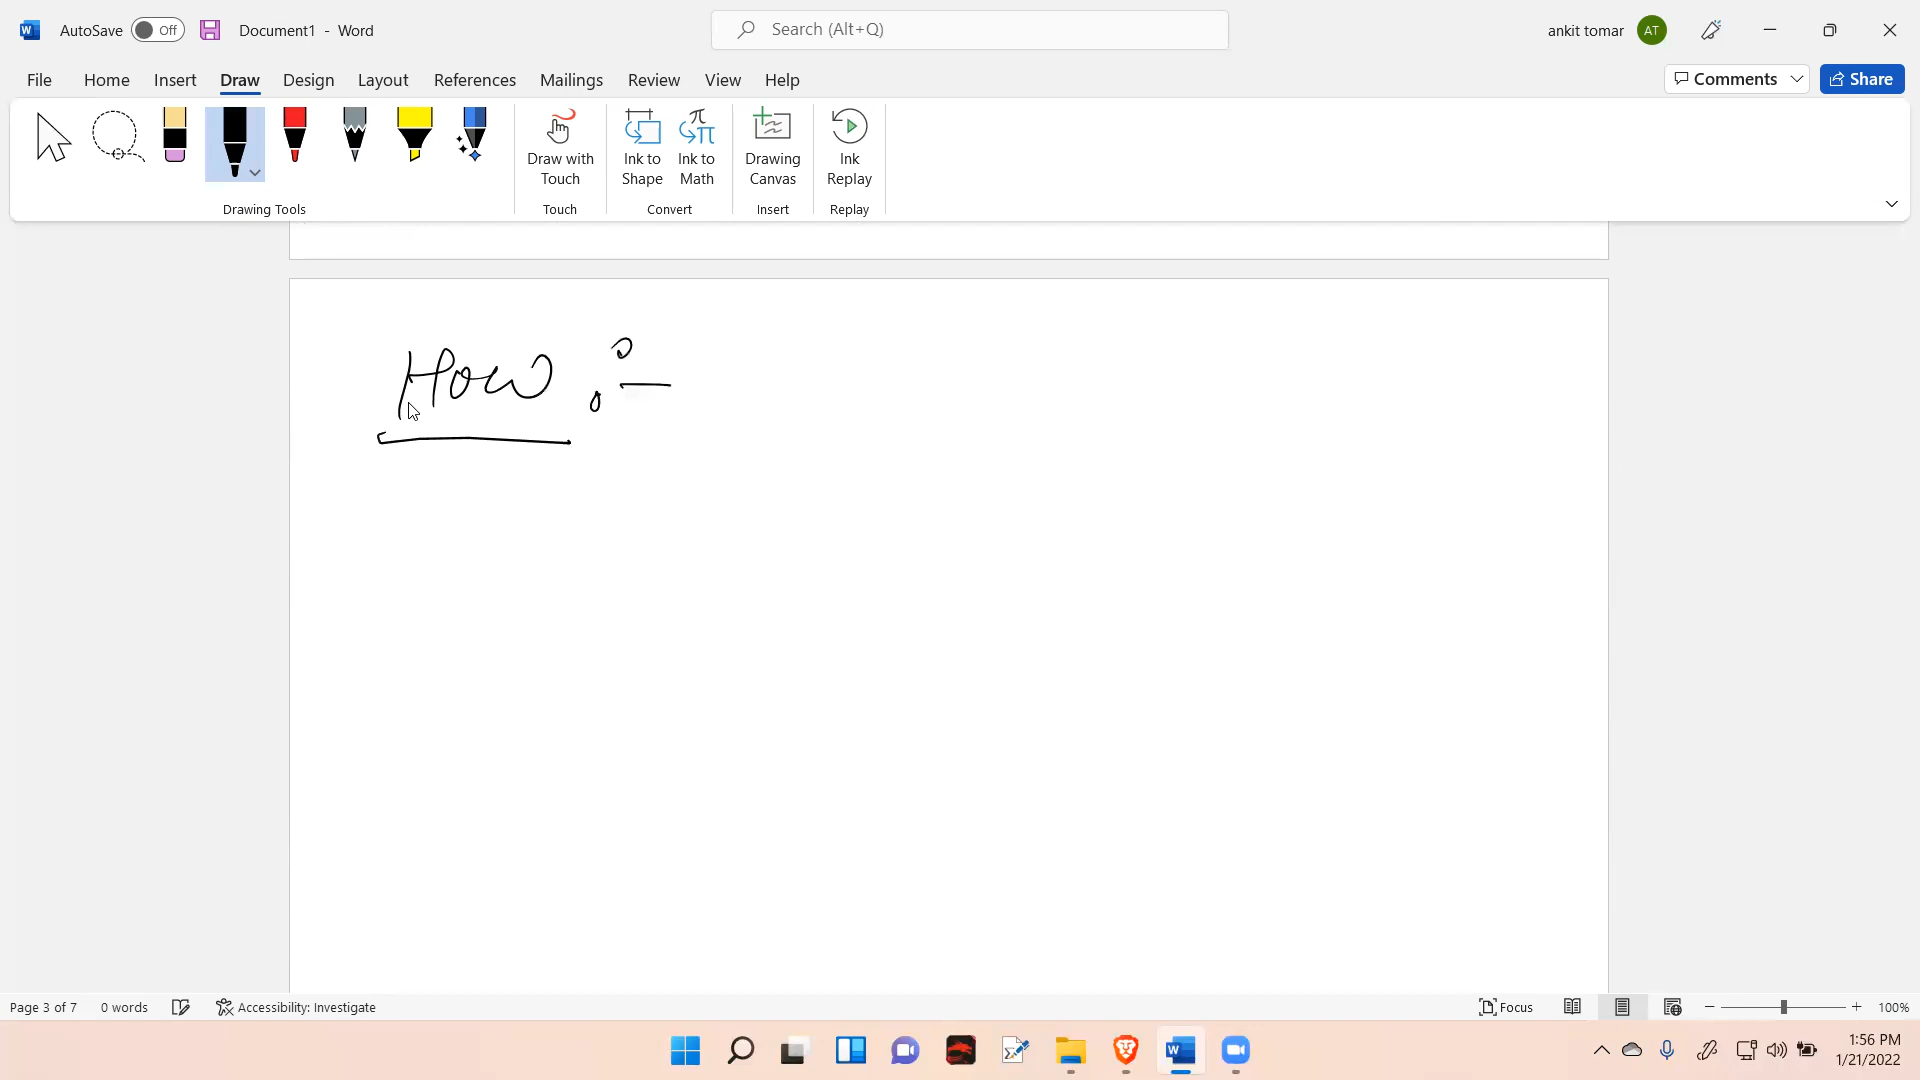 AutoSave Off Document1 - Word Search (Alt+Q) ankit tomar AT
File Home Insert Draw Design Layout References Mailings Review View Help Comments Share
Draw with Touch
Ink to Shape
Ink to Math
Drawing Canvas
Ink Replay
Drawing Tools Touch Convert Insert Replay
How :-
Page 3 of 7 0 words Accessibility: Investigate Focus 100%
1:56 PM
1/21/2022